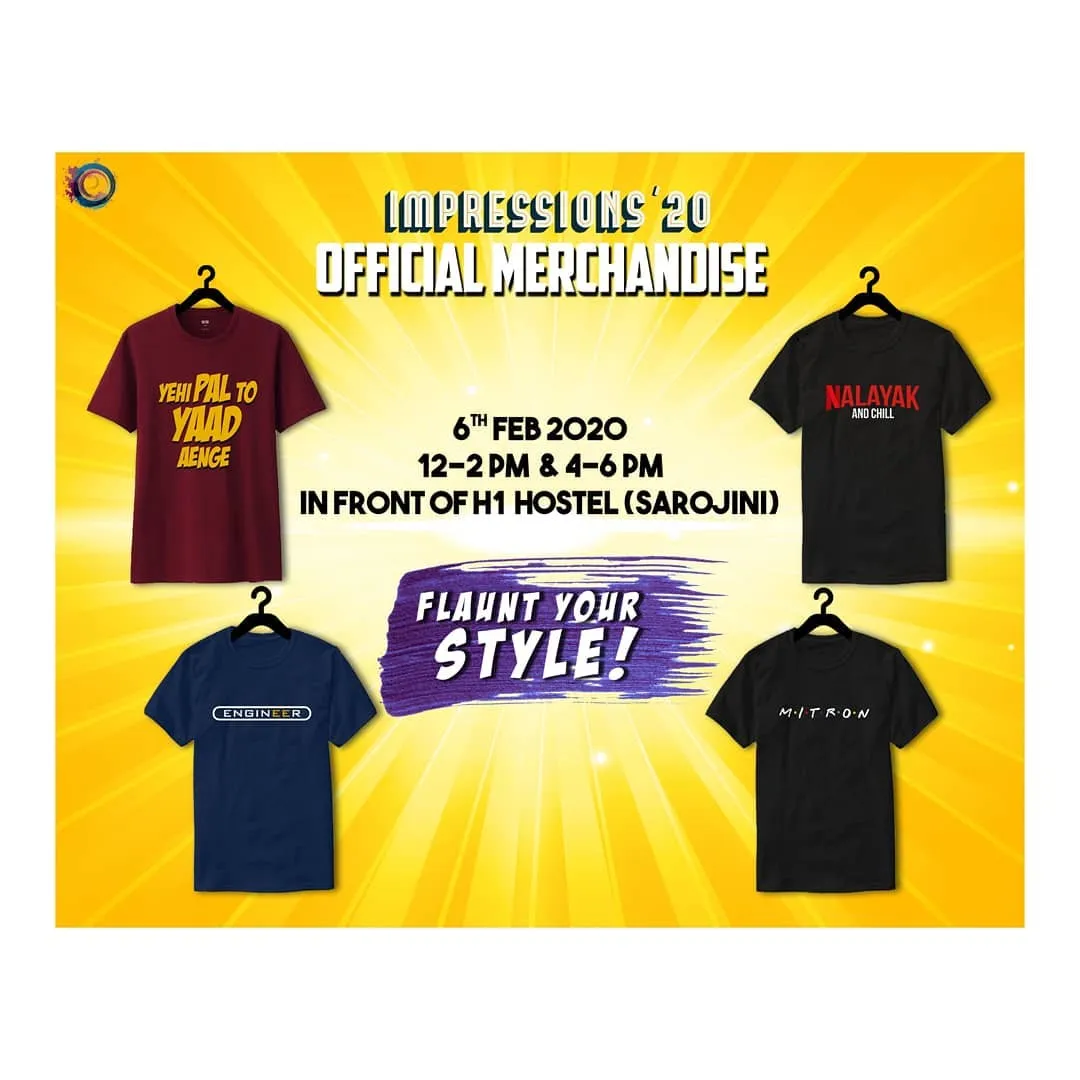 IMPRESSIONS '20
OFFICIAL MERCHANDISE
YEHI PAL TO
YAAD
AENGE
NALAYAK
AND CHILL
6TH FEB 2020
12-2 PM & 4-6 PM
IN FRONT OF H1 HOSTEL (SAROJINI)
FLAUNT YOUR
STYLE!
ENGINEER
M•I•T•R•O•N